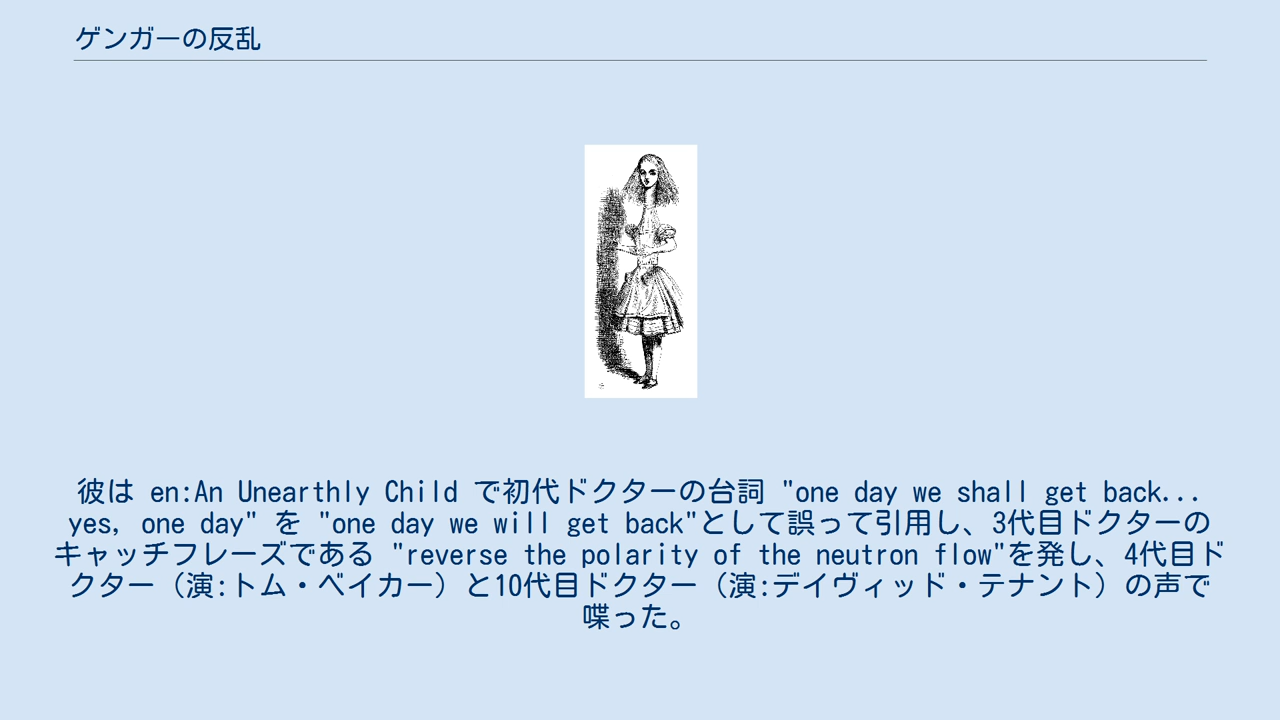 ゲンガーの反乱
彼は en:An Unearthly Child で初代ドクターの台詞 "one day we shall get back...
yes, one day" を "one day we will get back"として誤って引用し、3代目ドクターの
キャッチフレーズである "reverse the polarity of the neutron flow"を発し、4代目ド
クター（演:トム・ベイカー）と10代目ドクター（演:デイヴィッド・テナント）の声で
喋った。